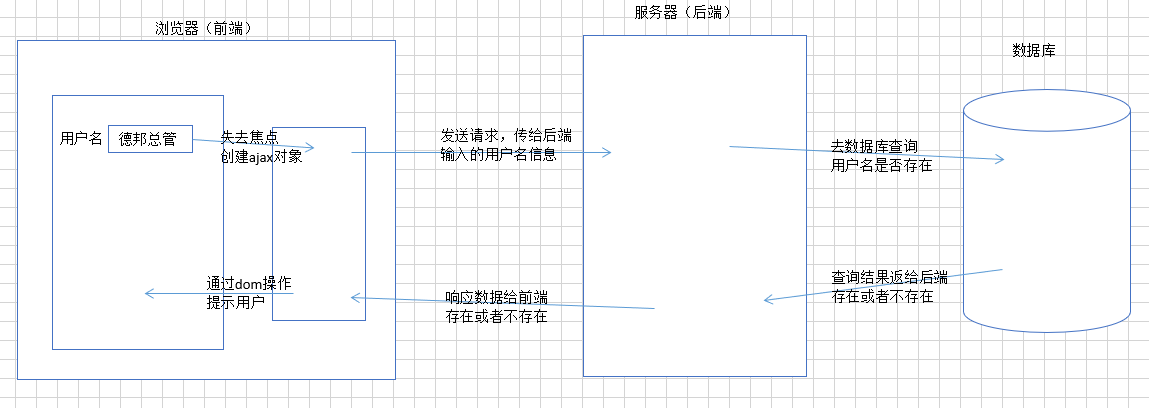 浏览器（前端）
服务器（后端）
数据库
用户名
德邦总管
失去焦点
创建ajax对象
发送请求，传给后端
输入的用户名信息
去数据库查询
用户名是否存在
查询结果返给后端
存在或者不存在
响应数据给前端
存在或者不存在
通过dom操作
提示用户